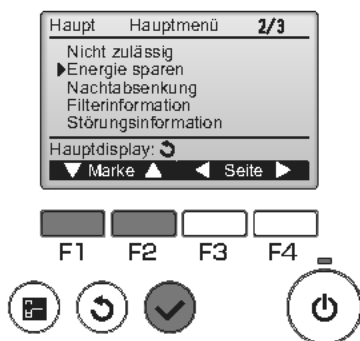 Haupt Hauptmenü 2/3
Nicht zulässig
Energie sparen
Nachtabsenkung
Filterinformation
Störungsinformation
Hauptdisplay:
Marke Seite
F1 F2 F3 F4